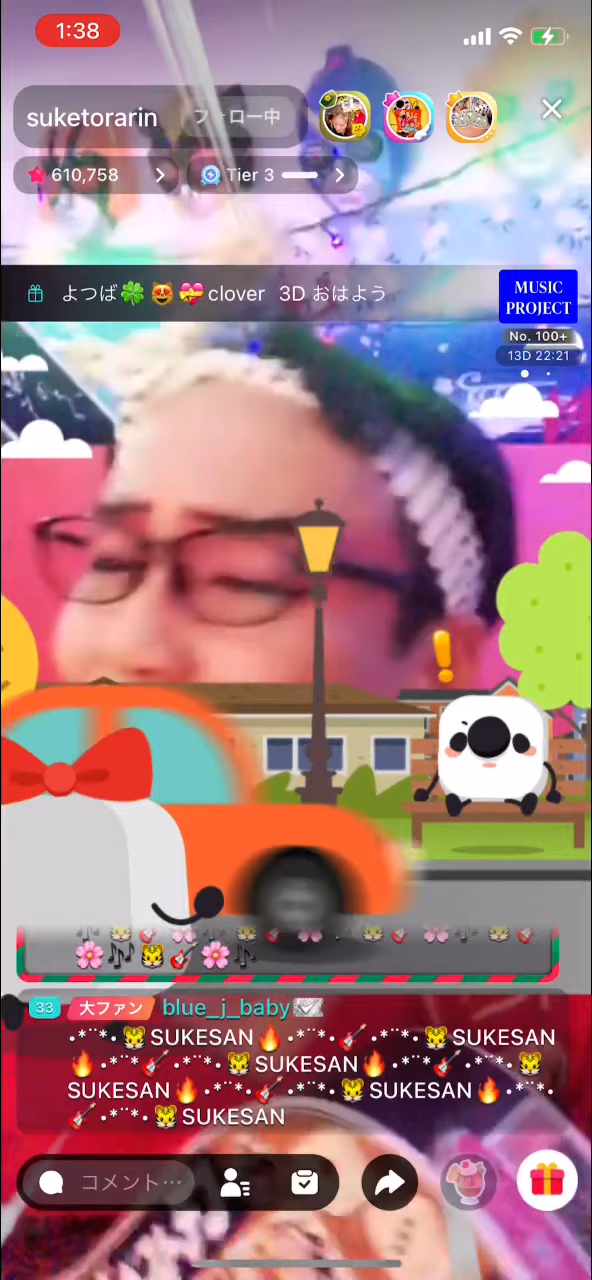 1:38
suketorarin
フォロー中
610,758
Tier 3
よつば🍀😻💝clover 3D おはよう
MUSIC
PROJECT
No. 100+
13D 22:21
🌸🎶🐯🎸🌸🎶
33 大ファン blue_j_baby
.•*¨*•.🐯SUKESAN🔥.•*¨*•.🎸.•*¨*•.🐯SUKESAN
🔥.•*¨*•.🎸.•*¨*•.🐯SUKESAN🔥.•*¨*•.🎸.•*¨*•.🐯
SUKESAN🔥.•*¨*•.🎸.•*¨*•.🐯SUKESAN🔥.•*¨*•.
🎸.•*¨*•.🐯SUKESAN
コメント…